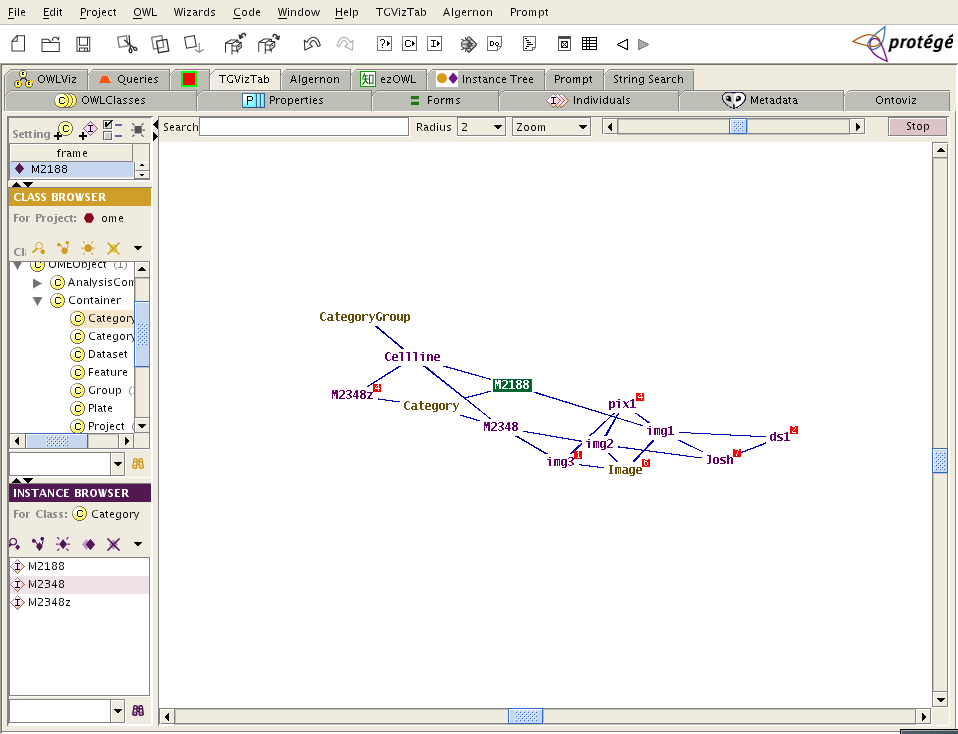 File Edit Project OWL Wizards Code Window Help TGVizTab Algernon Prompt
protégé
OWLViz Queries TGVizTab Algernon ezOWL Instance Tree Prompt String Search
OWLClasses Properties Forms Individuals Metadata Ontoviz
Setting
Search Radius 2 Zoom Stop
frame
M2188
CLASS BROWSER
For Project: ome
OMEObject (1)
AnalysisCom
Container
Category
Category
Dataset
Feature
Group
Plate
Project
INSTANCE BROWSER
For Class: Category
M2188
M2348
M2348z
CategoryGroup
Cellline
M2188
M2348z 4
Category
pix1 4
M2348
img1
ds1 2
img2
img3 1
Josh 7
Image 6